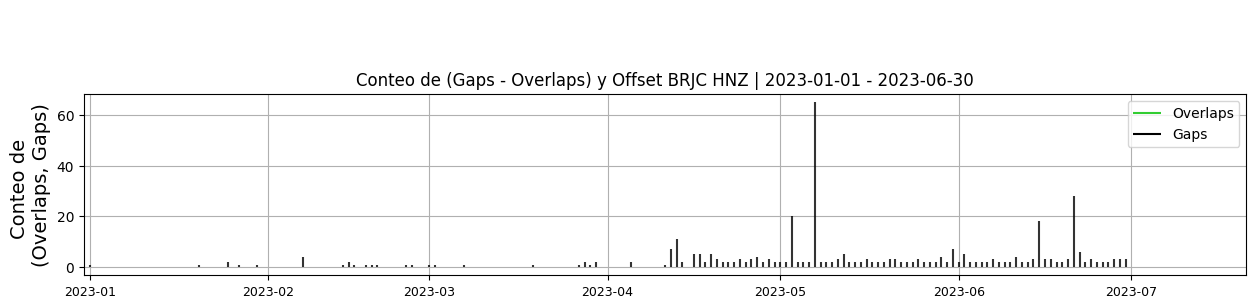 Conteo de (Gaps - Overlaps) y Offset BRJC HNZ | 2023-01-01 - 2023-06-30
Conteo de
(Overlaps, Gaps)
60
40
20
0
Overlaps
Gaps
2023-01
2023-02
2023-03
2023-04
2023-05
2023-06
2023-07